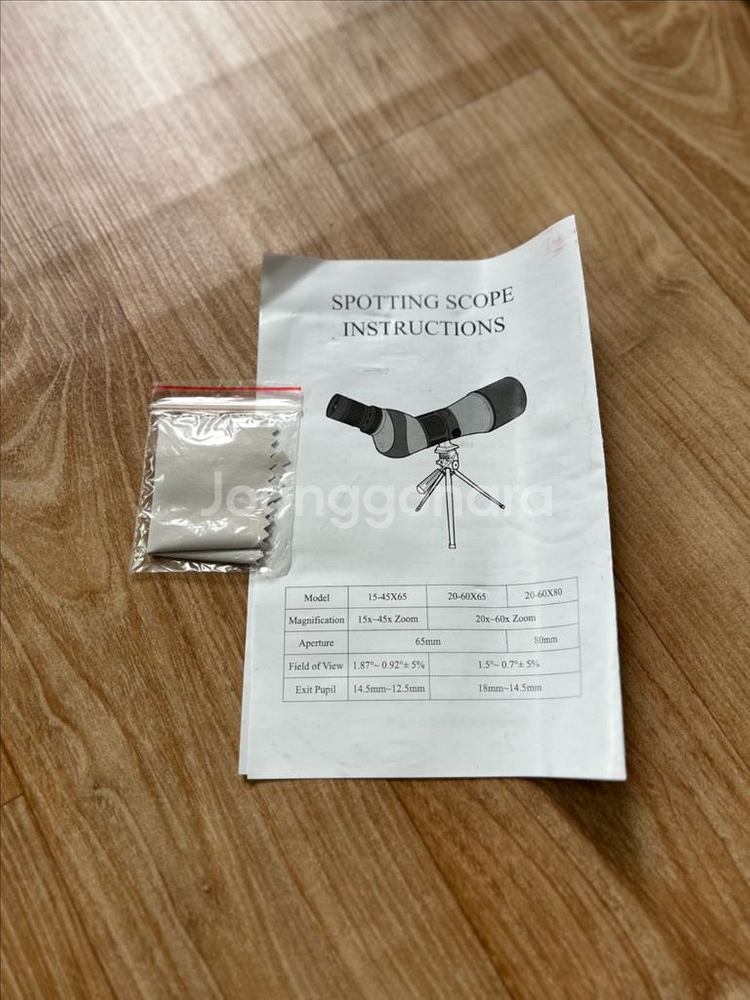 SPOTTING SCOPE
INSTRUCTIONS
Joonggonara
Model 15-45X65 20-60X65 20-60X80
Magnification 15x~45x Zoom 20x~60x Zoom
Aperture 65mm 80mm
Field of View 1.87°~ 0.92°± 5% 1.5°~ 0.7°± 5%
Exit Pupil 14.5mm~12.5mm 18mm~14.5mm